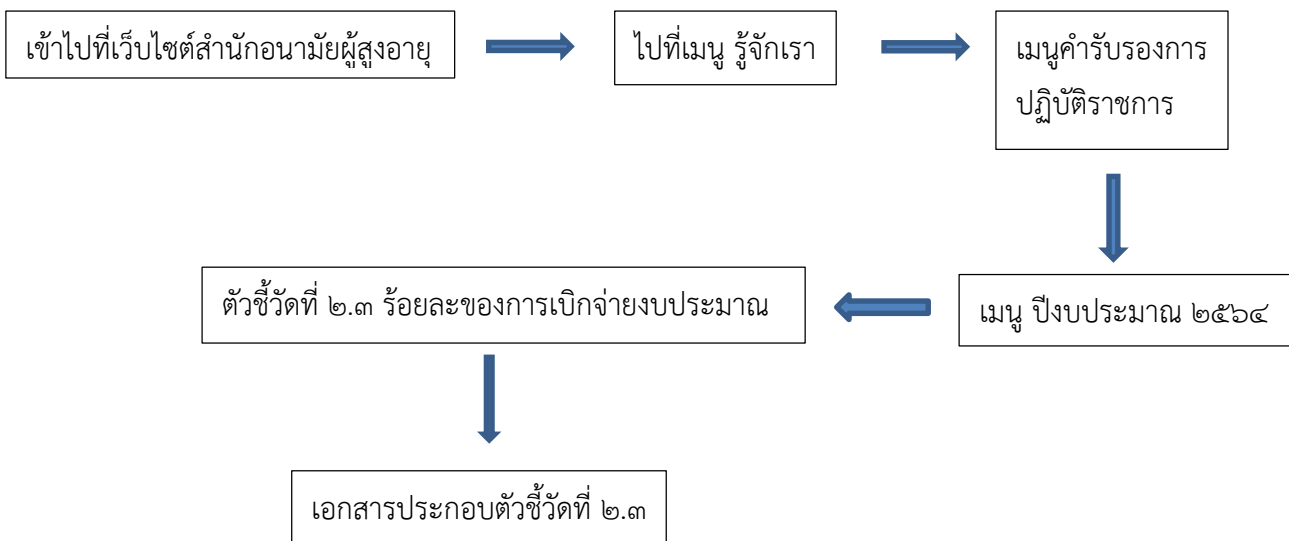 เข้าไปที่เว็บไซต์สำนักอนามัยผู้สูงอายุ
ไปที่เมนู รู้จักเรา
เมนูคำรับรองการ
ปฏิบัติราชการ
เมนู ปีงบประมาณ ๒๕๖๔
ตัวชี้วัดที่ ๒.๓ ร้อยละของการเบิกจ่ายงบประมาณ
เอกสารประกอบตัวชี้วัดที่ ๒.๓